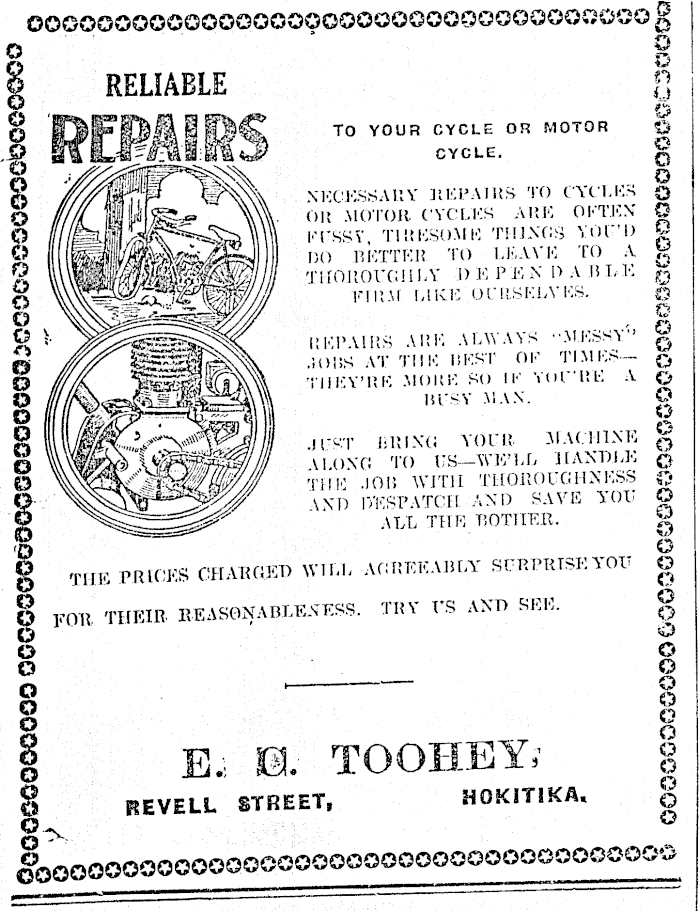 RELIABLE
REPAIRS
TO YOUR CYCLE OR MOTOR
CYCLE.
NECESSARY REPAIRS TO CYCLES
OR MOTOR CYCLES ARE OFTEN
FUSSY, TIRESOME THINGS YOU'D
DO BETTER TO LEAVE TO A
THOROUGHLY DEPENDABLE
FIRM LIKE OURSELVES.
REPAIRS ARE ALWAYS "MESSY"
JOBS AT THE BEST OF TIMES—
THEY'RE MORE SO IF YOU'RE A
BUSY MAN.
JUST BRING YOUR MACHINE
ALONG TO US—WE'LL HANDLE
THE JOB WITH THOROUGHNESS
AND DESPATCH AND SAVE YOU
ALL THE BOTHER.
THE PRICES CHARGED WILL AGREEABLY SURPRISE YOU
FOR THEIR REASONABLENESS. TRY US AND SEE.
E. TOOHEY,
REVELL STREET, HOKITIKA.